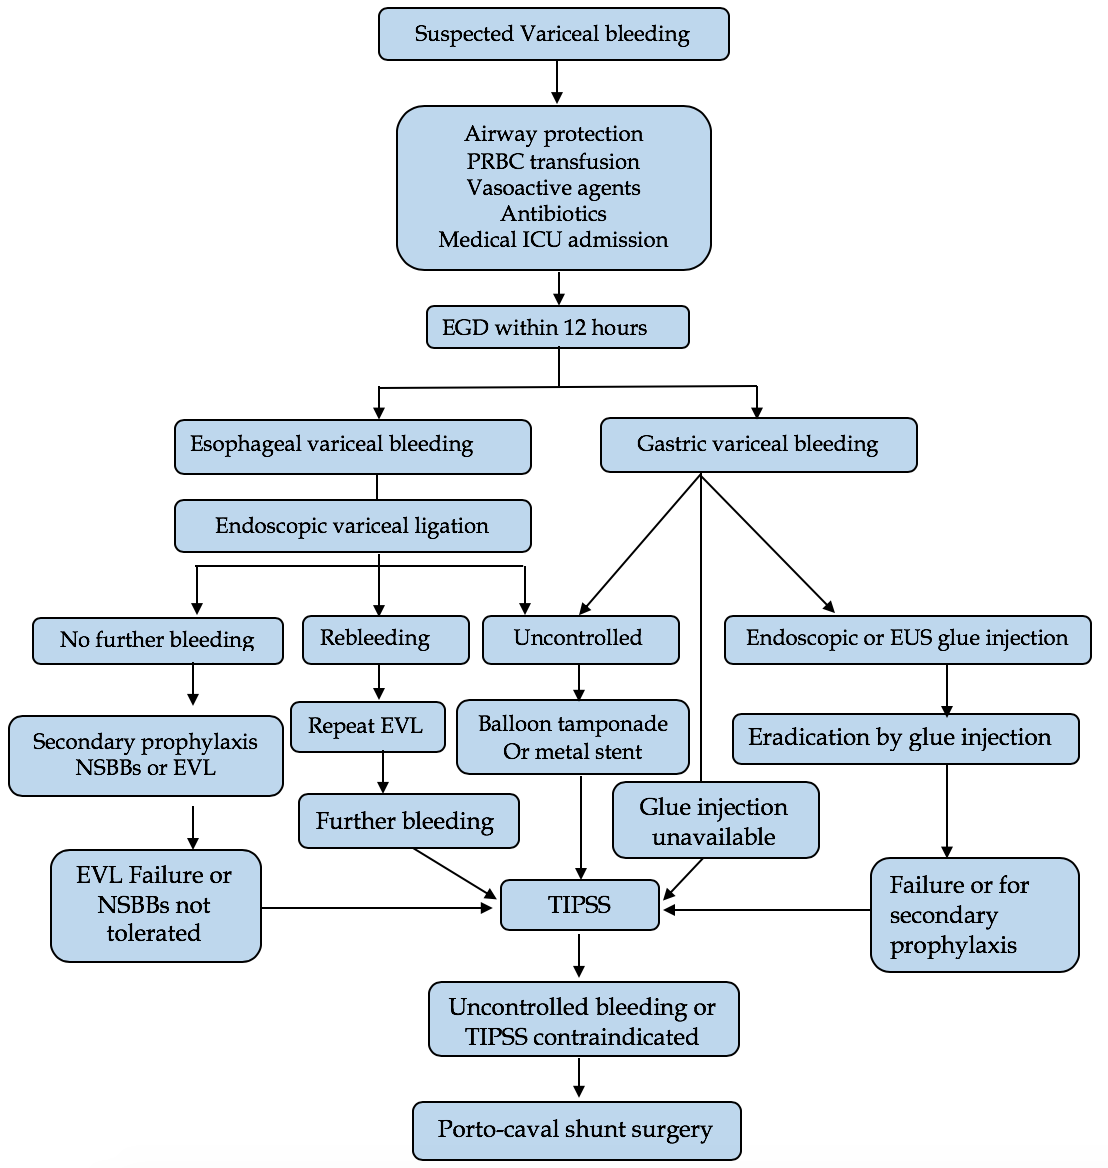 Suspected Variceal bleeding
Airway protection
PRBC transfusion
Vasoactive agents
Antibiotics
Medical ICU admission
EGD within 12 hours
Esophageal variceal bleeding
Gastric variceal bleeding
Endoscopic variceal ligation
No further bleeding
Rebleeding
Uncontrolled
Endoscopic or EUS glue injection
Secondary prophylaxis
NSBBs or EVL
Repeat EVL
Balloon tamponade
Or metal stent
Eradication by glue injection
Further bleeding
Glue injection
unavailable
EVL Failure or
NSBBs not
tolerated
TIPSS
Failure or for
secondary
prophylaxis
Uncontrolled bleeding or
TIPSS contraindicated
Porto-caval shunt surgery